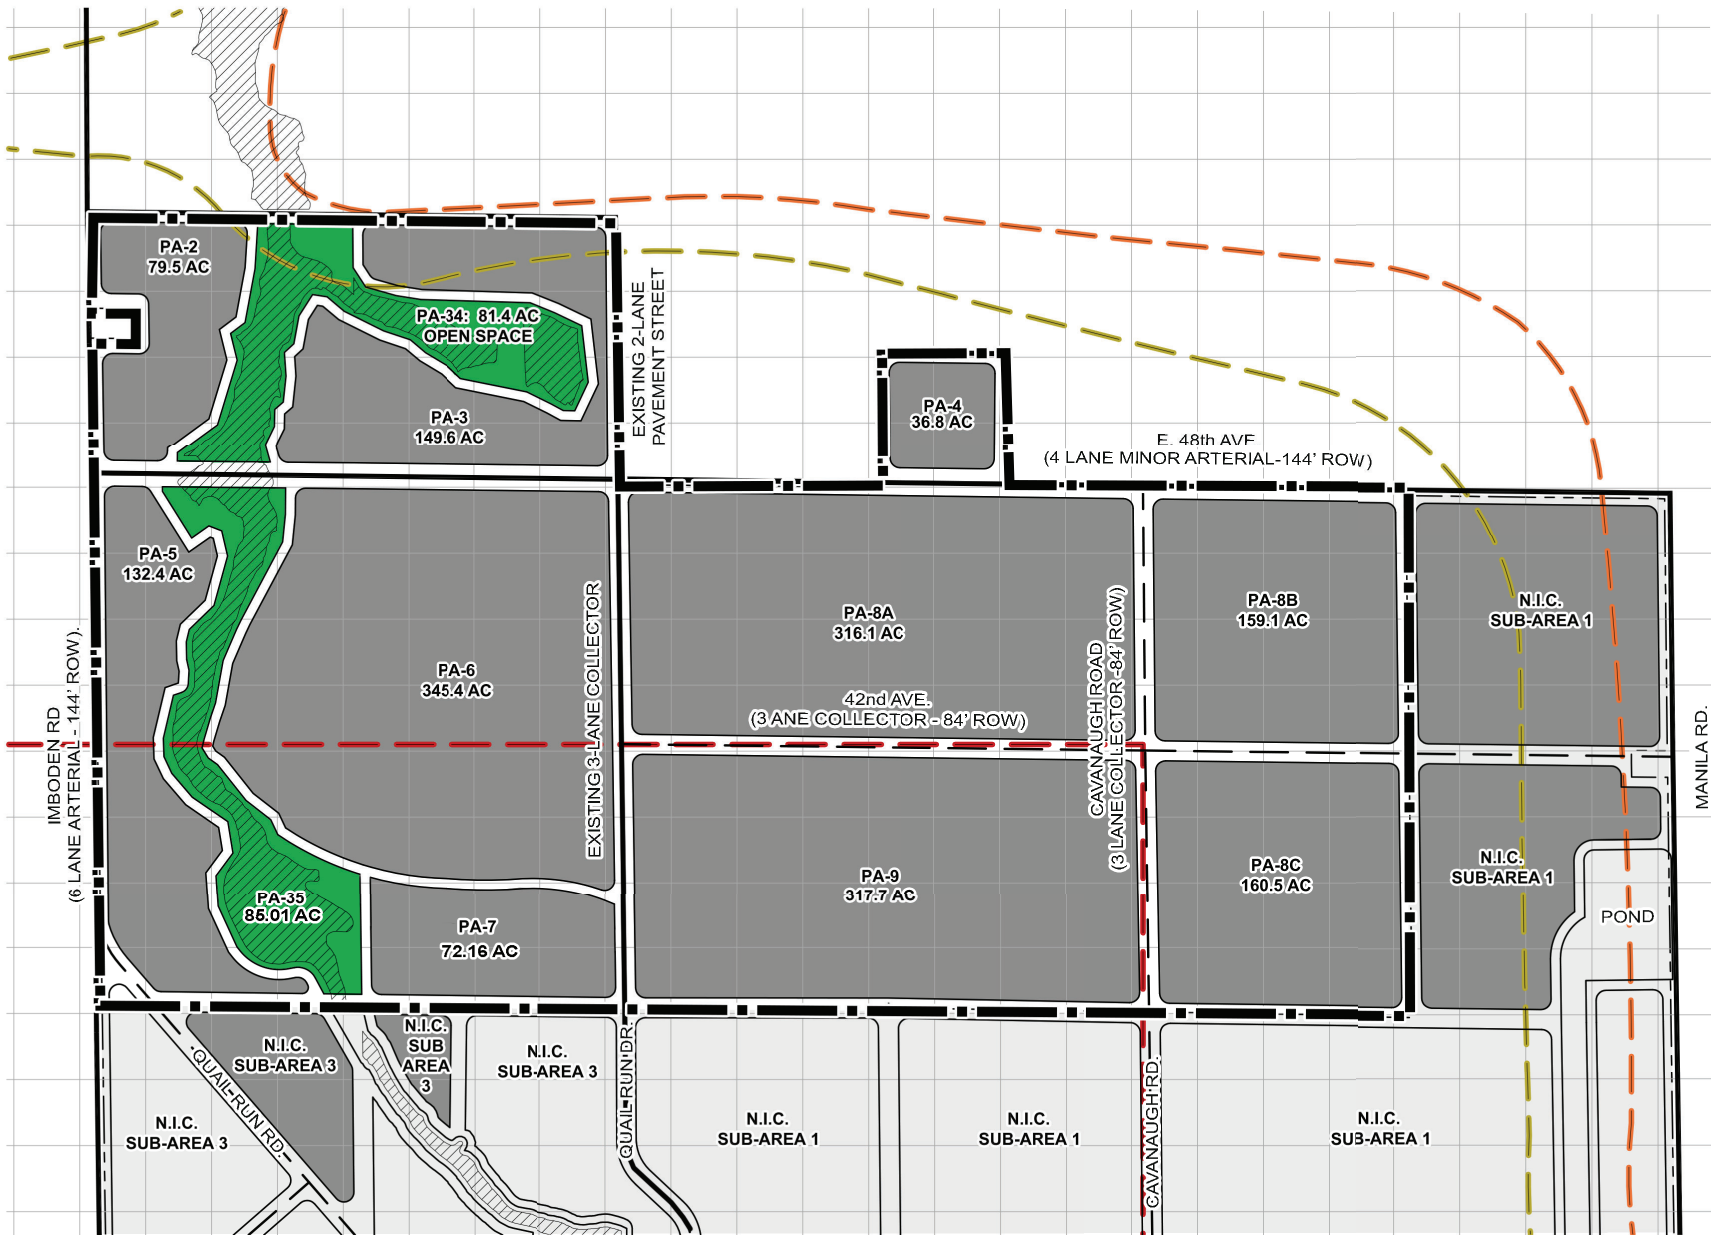 PA-2
79.5 AC
PA-34: 81.4 AC
OPEN SPACE
PA-3
149.6 AC
EXISTING 2-LANE
PAVEMENT STREET
PA-4
36.8 AC
E. 48th AVE
(4 LANE MINOR ARTERIAL-144' ROW)
PA-5
132.4 AC
PA-6
345.4 AC
EXISTING 3-LANE COLLECTOR
PA-8A
316.1 AC
PA-8B
159.1 AC
N.I.C.
SUB-AREA 1
42nd AVE.
(3 ANE COLLECTOR - 84' ROW)
CAVANAUGH ROAD
(3 LANE COLLECTOR -84' ROW)
IMBODEN RD
(6 LANE ARTERIAL - 144' ROW).
MANILA RD.
PA-35
85.01 AC
PA-7
72.16 AC
PA-9
317.7 AC
PA-8C
160.5 AC
N.I.C.
SUB-AREA 1
POND
N.I.C.
SUB-AREA 3
N.I.C.
SUB
AREA
3
N.I.C.
SUB-AREA 3
QUAIL-RUN RD.
QUAIL-RUN DR.
CAVANAUGH RD.
N.I.C.
SUB-AREA 3
N.I.C.
SUB-AREA 1
N.I.C.
SUB-AREA 1
N.I.C.
SUB-AREA 1